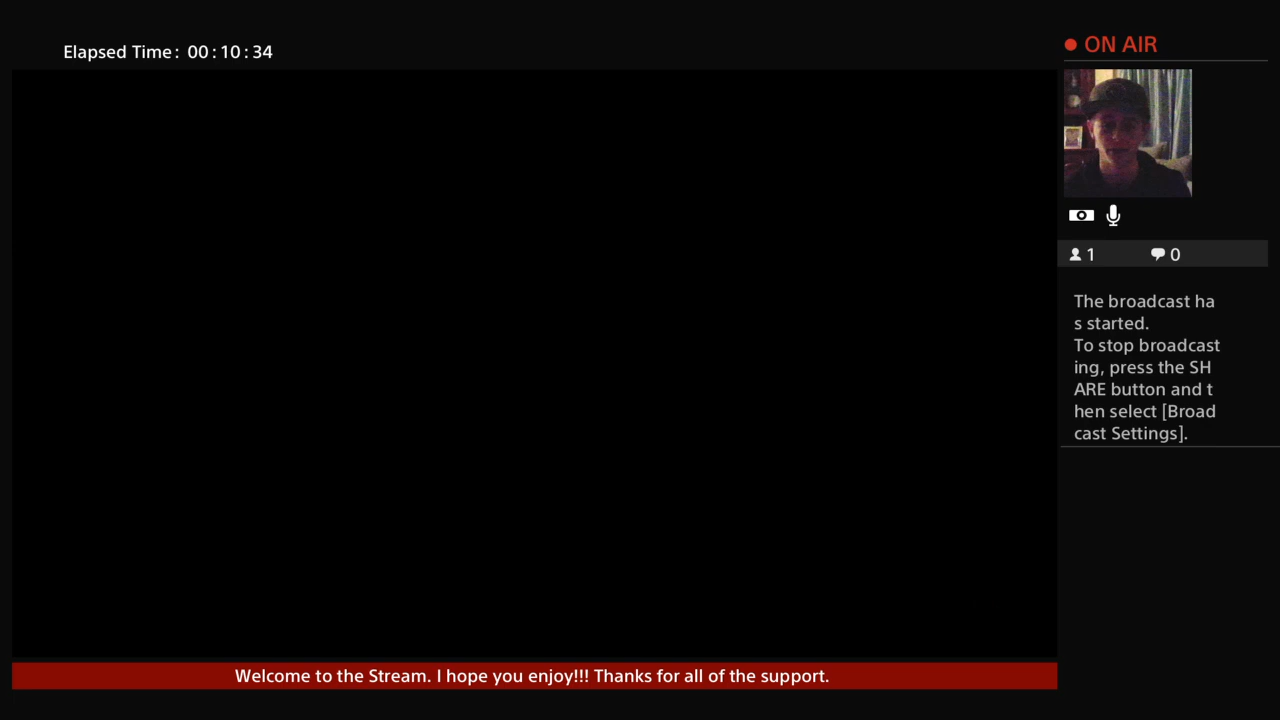 Elapsed Time: 00:10:34
ON AIR
1 0
The broadcast ha
s started.
To stop broadcast
ing, press the SH
ARE button and t
hen select [Broad
cast Settings].
Welcome to the Stream. I hope you enjoy!!! Thanks for all of the support.